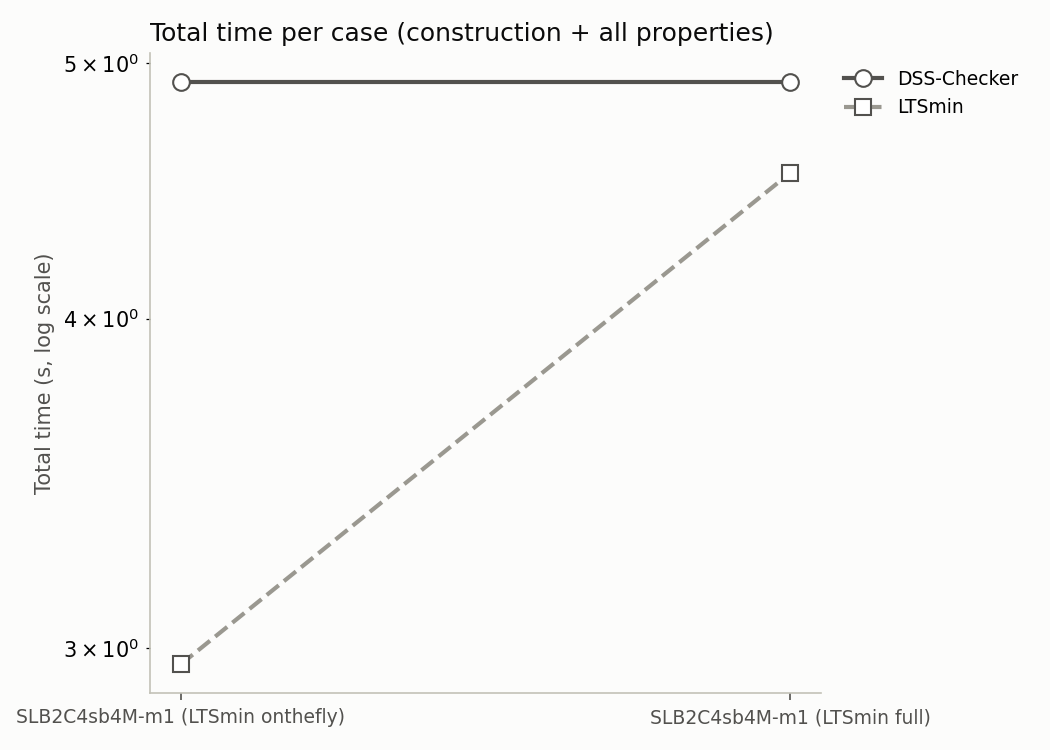 Total time per case (construction + all properties)
DSS-Checker
LTSmin
Total time (s, log scale)
5 × 10⁰
4 × 10⁰
3 × 10⁰
SLB2C4sb4M-m1 (LTSmin onthefly)
SLB2C4sb4M-m1 (LTSmin full)